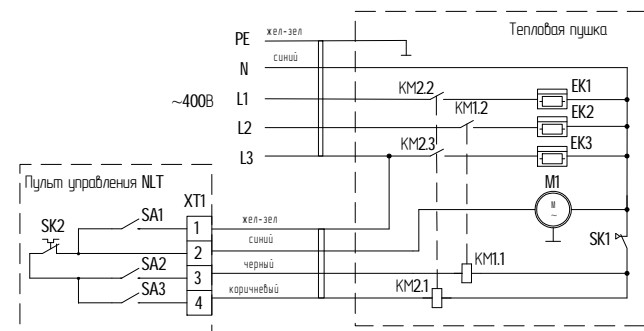 Тепловая пушка
PE жел-зел
N синий
~400В
L1 KM2.2 EK1
L2 KM1.2 EK2
L3 KM2.3 EK3
Пульт управления NLT
XT1
M1
M
~
SK2 SA1 1 жел-зел
2 синий
SK1
SA2 3 черный KM1.1
SA3 4 коричневый KM2.1